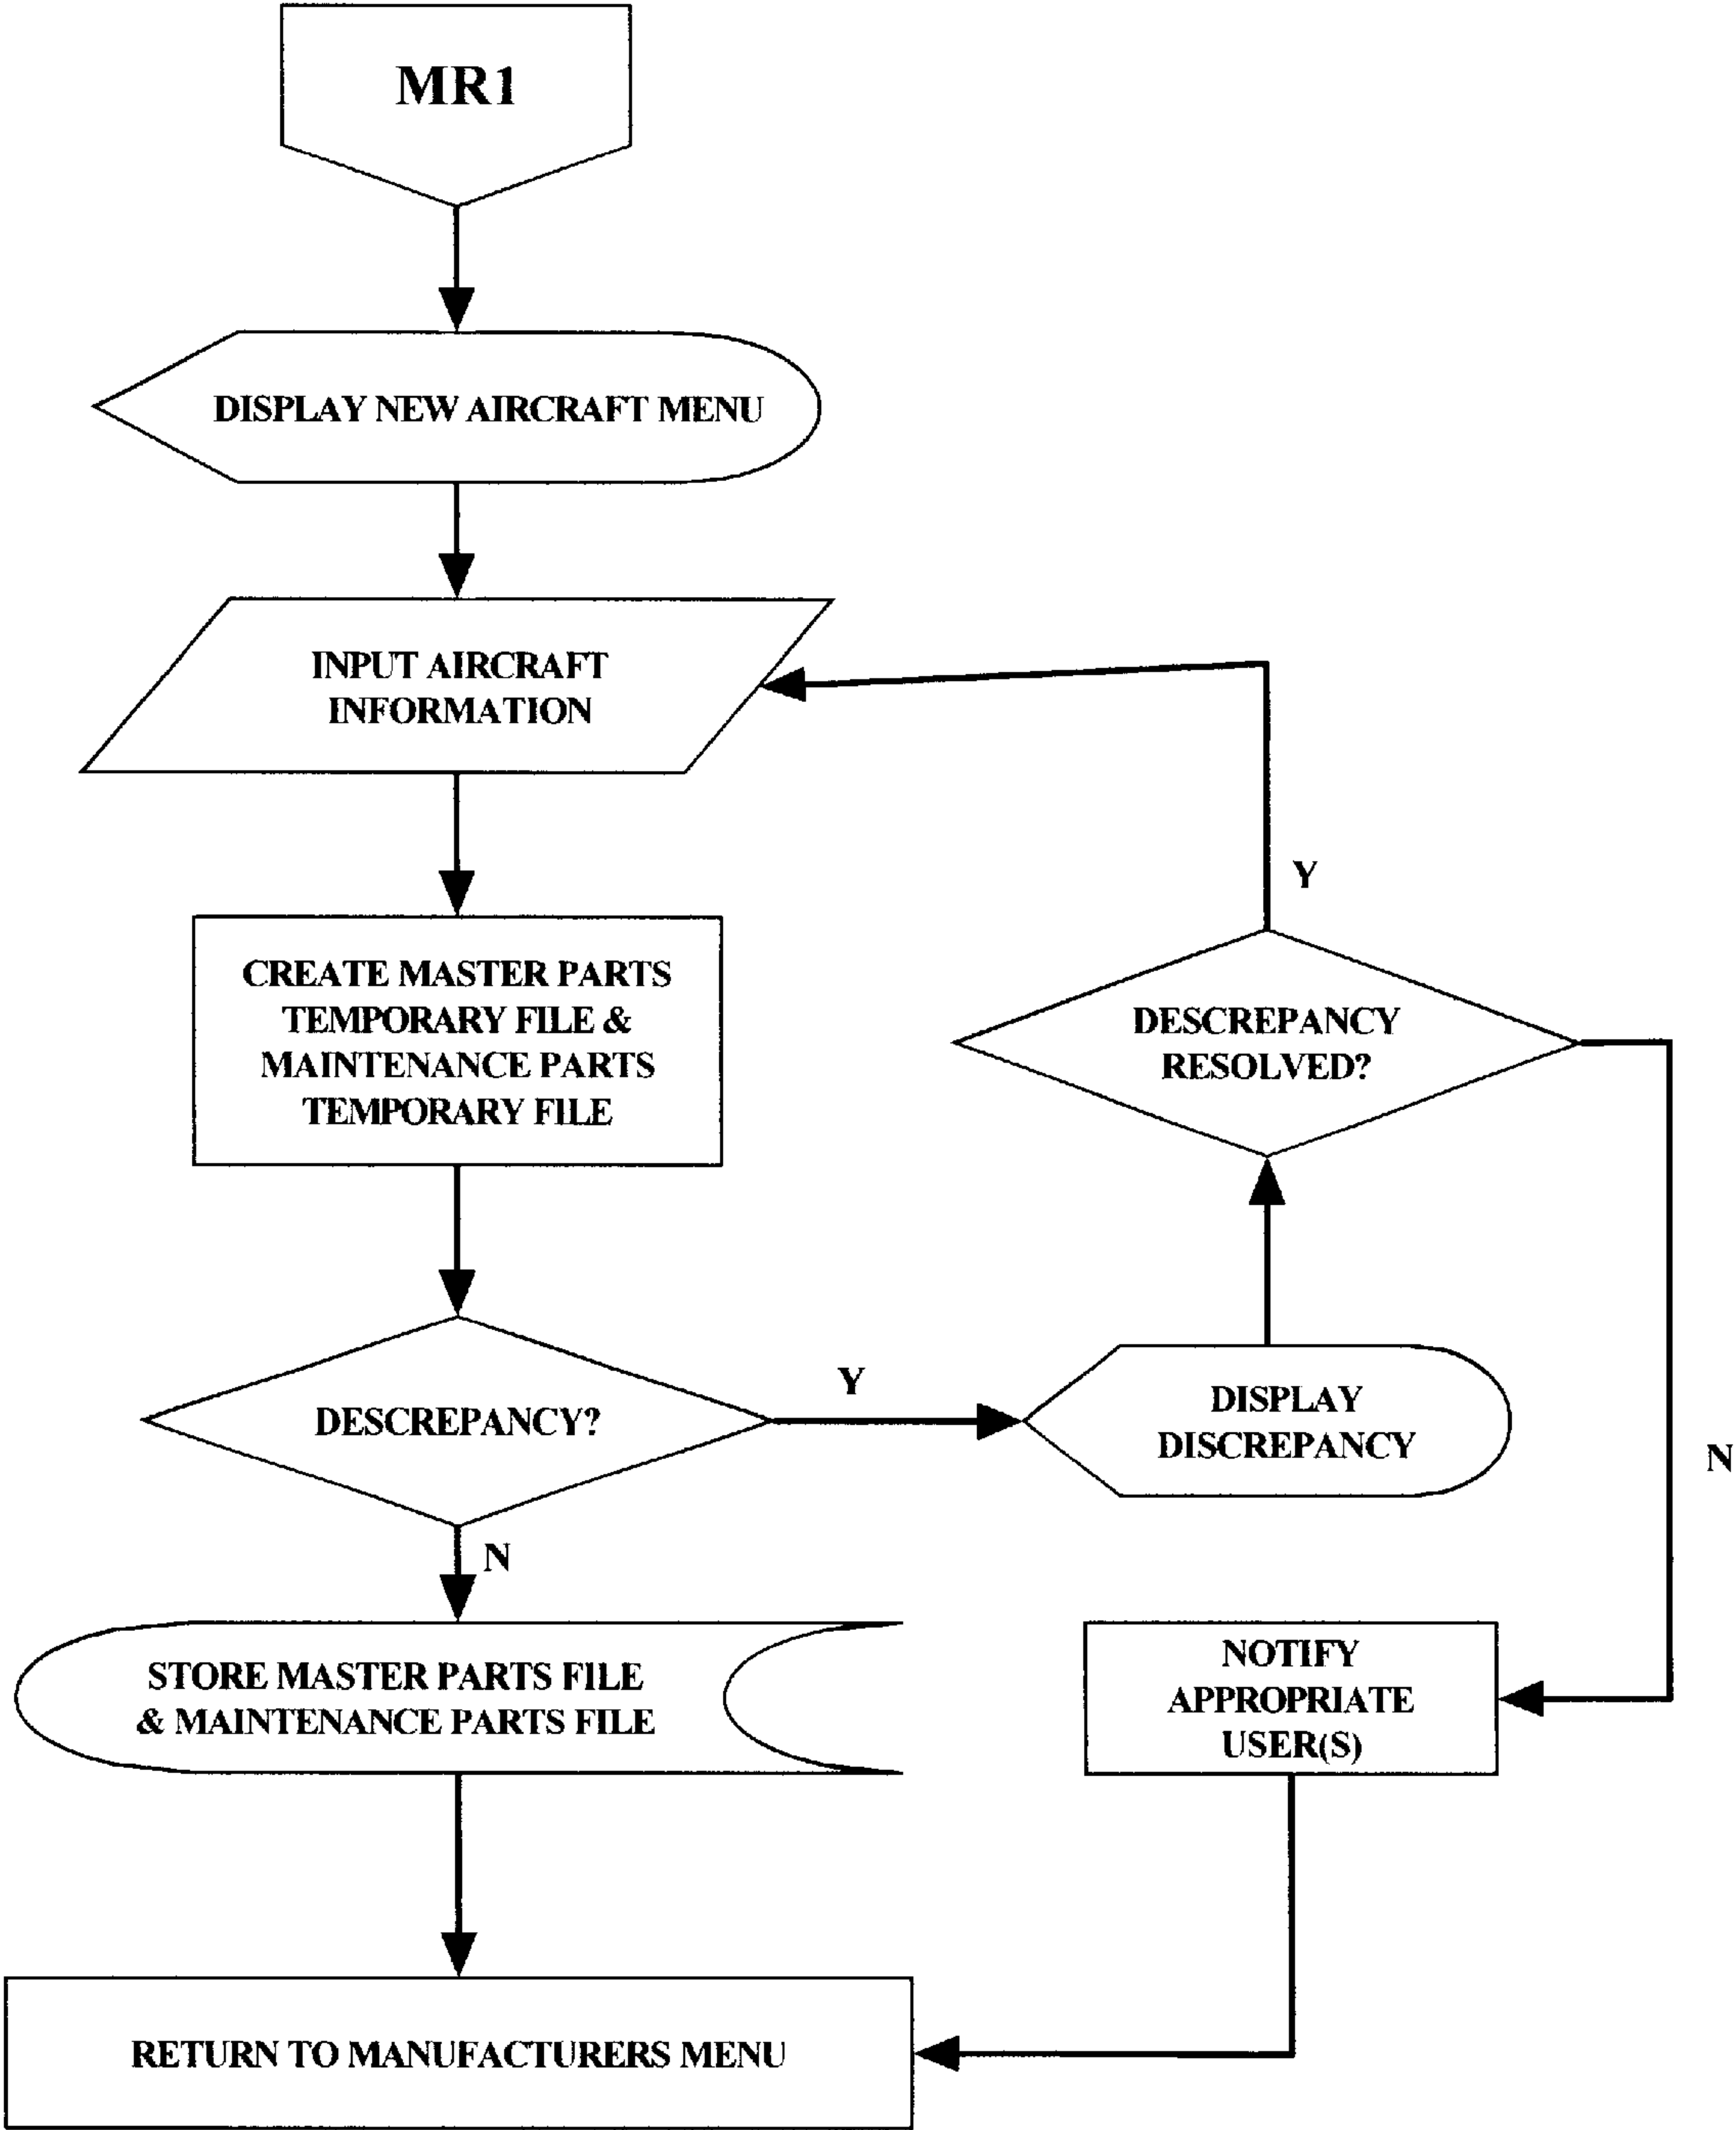 MR1
DISPLAY NEW AIRCRAFT MENU
INPUT AIRCRAFT
INFORMATION
Y
CREATE MASTER PARTS
TEMPORARY FILE &
MAINTENANCE PARTS
TEMPORARY FILE
DESCREPANCY
RESOLVED?
DESCREPANCY?
Y
DISPLAY
DISCREPANCY
N
N
STORE MASTER PARTS FILE
& MAINTENANCE PARTS FILE
NOTIFY
APPROPRIATE
USER(S)
RETURN TO MANUFACTURERS MENU